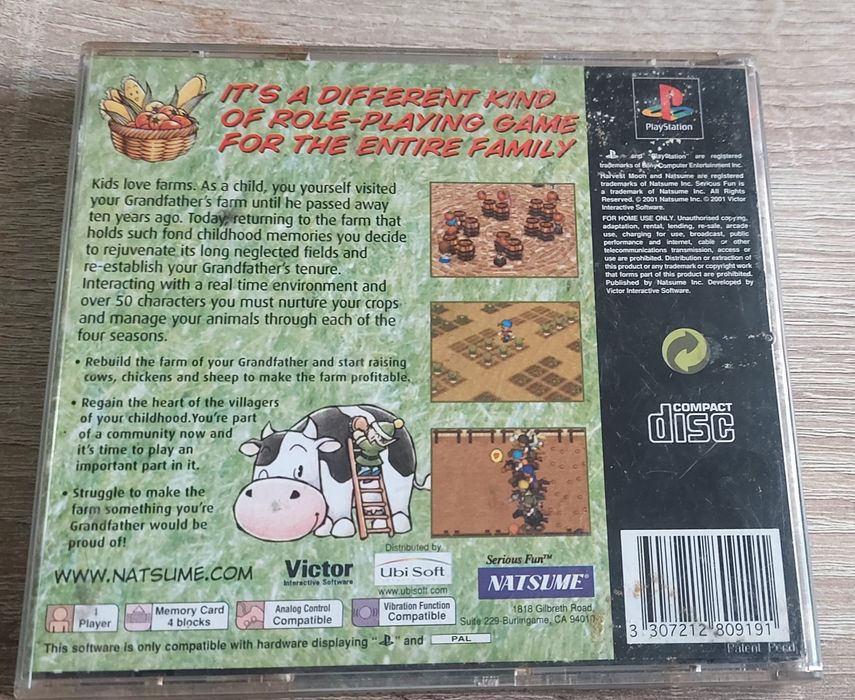 IT'S A DIFFERENT KIND
OF ROLE-PLAYING GAME
FOR THE ENTIRE FAMILY
Kids love farms. As a child, you yourself visited
your Grandfather's farm until he passed away
ten years ago. Today, returning to the farm that
holds such fond childhood memories you decide
to rejuvenate its long neglected fields and
re-establish your Grandfather's tenure.
Interacting with a real time environment and
over 50 characters you must nurture your crops
and manage your animals through each of the
four seasons.
• Rebuild the farm of your Grandfather and start raising
cows, chickens and sheep to make the farm profitable.
• Regain the heart of the villagers
of your childhood.You're part
of a community now and
it's time to play an
important part in it.
• Struggle to make the
farm something you're
Grandfather would be
proud of!
WWW.NATSUME.COM
Victor
Interactive Software
Distributed by
Ubi Soft
www.ubisoft.com
Serious Fun™
NATSUME®
1818 Gilbreth Road,
Suite 229-Burlingame, CA 94010
1
Player
Memory Card
4 blocks
Analog Control
Compatible
Vibration Function
Compatible
This software is only compatible with hardware displaying " " and PAL
PlayStation
" " and "PlayStation" are registered
trademarks of Sony Computer Entertainment Inc.
Harvest Moon and Natsume are registered
trademarks of Natsume Inc. Serious Fun is
a trademark of Natsume Inc. All Rights
Reserved. © 2001 Natsume Inc. © 2001 Victor
Interactive Software.
FOR HOME USE ONLY. Unauthorised copying,
adaptation, rental, lending, re-sale, arcade
use, charging for use, broadcast, public
performance and internet, cable or other
telecommunications transmission, access or
use are prohibited. Distribution or extraction of
this product or any trademark or copyright work
that forms part of this product are prohibited.
Published by Natsume Inc. Developed by
Victor Interactive Software.
COMPACT
disc
3 307212 809191
Patent Pend